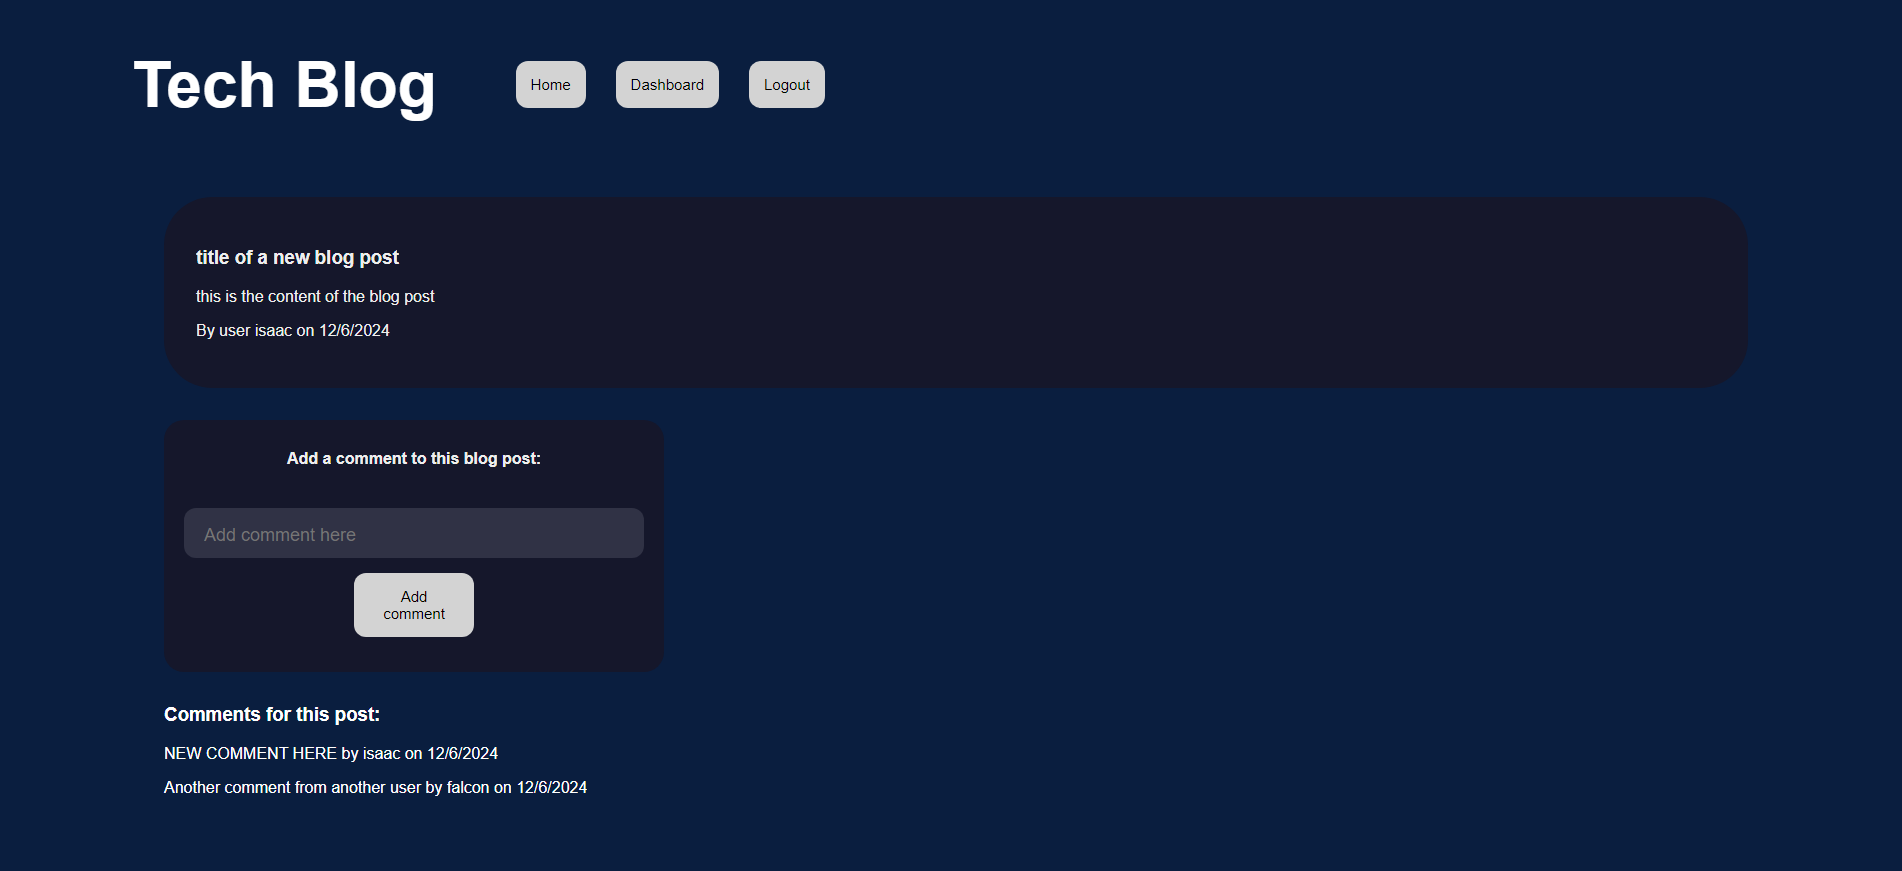 Tech Blog
Home
Dashboard
Logout
title of a new blog post
this is the content of the blog post
By user isaac on 12/6/2024
Add a comment to this blog post:
Add comment here
Add
comment
Comments for this post:
NEW COMMENT HERE by isaac on 12/6/2024
Another comment from another user by falcon on 12/6/2024